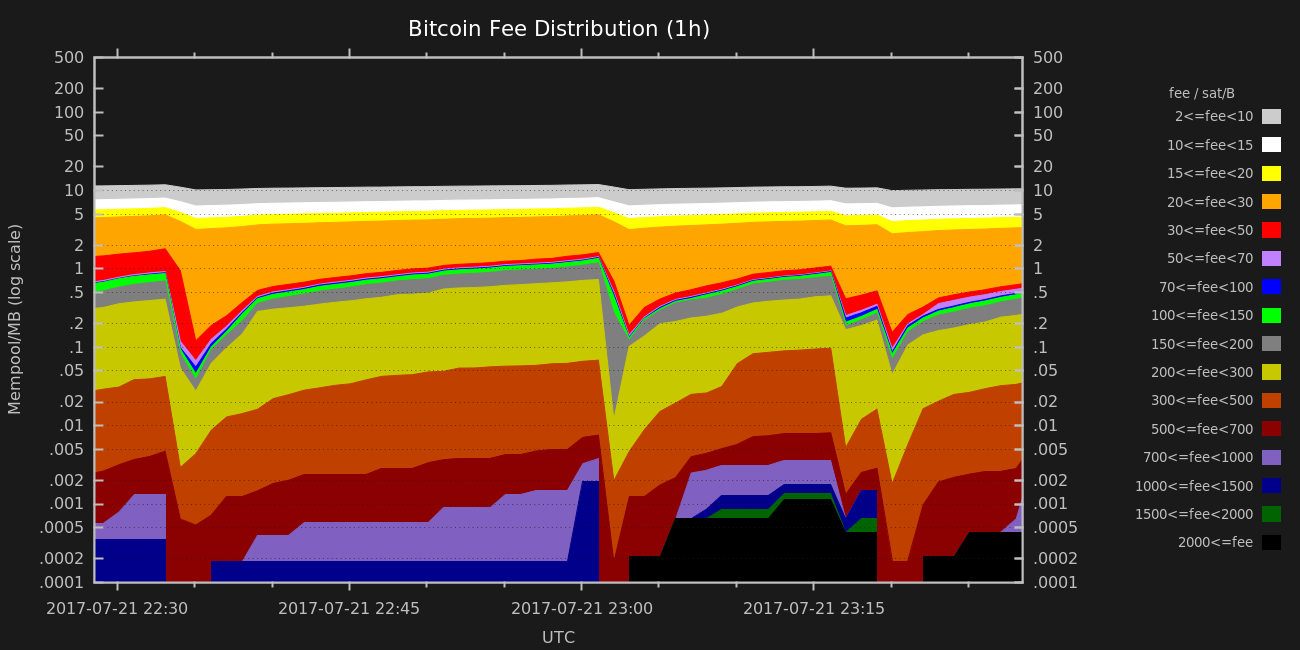 Bitcoin Fee Distribution (1h)
500
200
100
50
20
10
5
2
1
.5
.2
.1
.05
.02
.01
.005
.002
.001
.0005
.0002
.0001
Mempool/MB (log scale)
500
200
100
50
20
10
5
2
1
.5
.2
.1
.05
.02
.01
.005
.002
.001
.0005
.0002
.0001
2017-07-21 22:30 2017-07-21 22:45 2017-07-21 23:00 2017-07-21 23:15
UTC
fee / sat/B
2<=fee<10
10<=fee<15
15<=fee<20
20<=fee<30
30<=fee<50
50<=fee<70
70<=fee<100
100<=fee<150
150<=fee<200
200<=fee<300
300<=fee<500
500<=fee<700
700<=fee<1000
1000<=fee<1500
1500<=fee<2000
2000<=fee